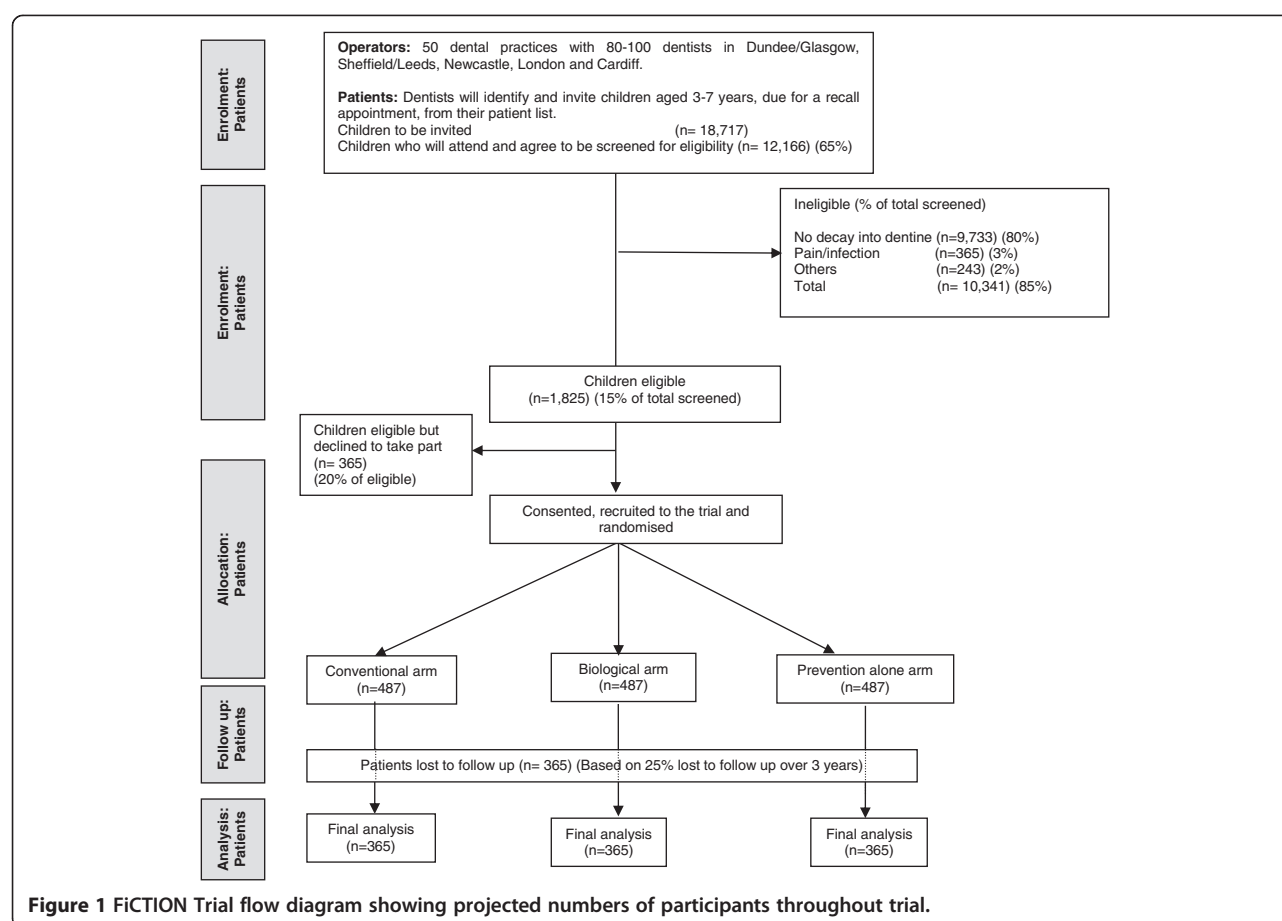 Enrolment:
Patients
Operators: 50 dental practices with 80-100 dentists in Dundee/Glasgow,
Sheffield/Leeds, Newcastle, London and Cardiff.
Patients: Dentists will identify and invite children aged 3-7 years, due for a recall
appointment, from their patient list.
Children to be invited (n= 18,717)
Children who will attend and agree to be screened for eligibility (n= 12,166) (65%)
Enrolment:
Patients
Ineligible (% of total screened)
No decay into dentine (n=9,733) (80%)
Pain/infection (n=365) (3%)
Others (n=243) (2%)
Total (n= 10,341) (85%)
Children eligible
(n=1,825) (15% of total screened)
Children eligible but
declined to take part
(n= 365)
(20% of eligible)
Allocation:
Patients
Consented, recruited to the trial and
randomised
Conventional arm
(n=487)
Biological arm
(n=487)
Prevention alone arm
(n=487)
Follow up:
Patients
Patients lost to follow up (n= 365) (Based on 25% lost to follow up over 3 years)
Analysis:
Patients
Final analysis
(n=365)
Final analysis
(n=365)
Final analysis
(n=365)
Figure 1 FiCTION Trial flow diagram showing projected numbers of participants throughout trial.